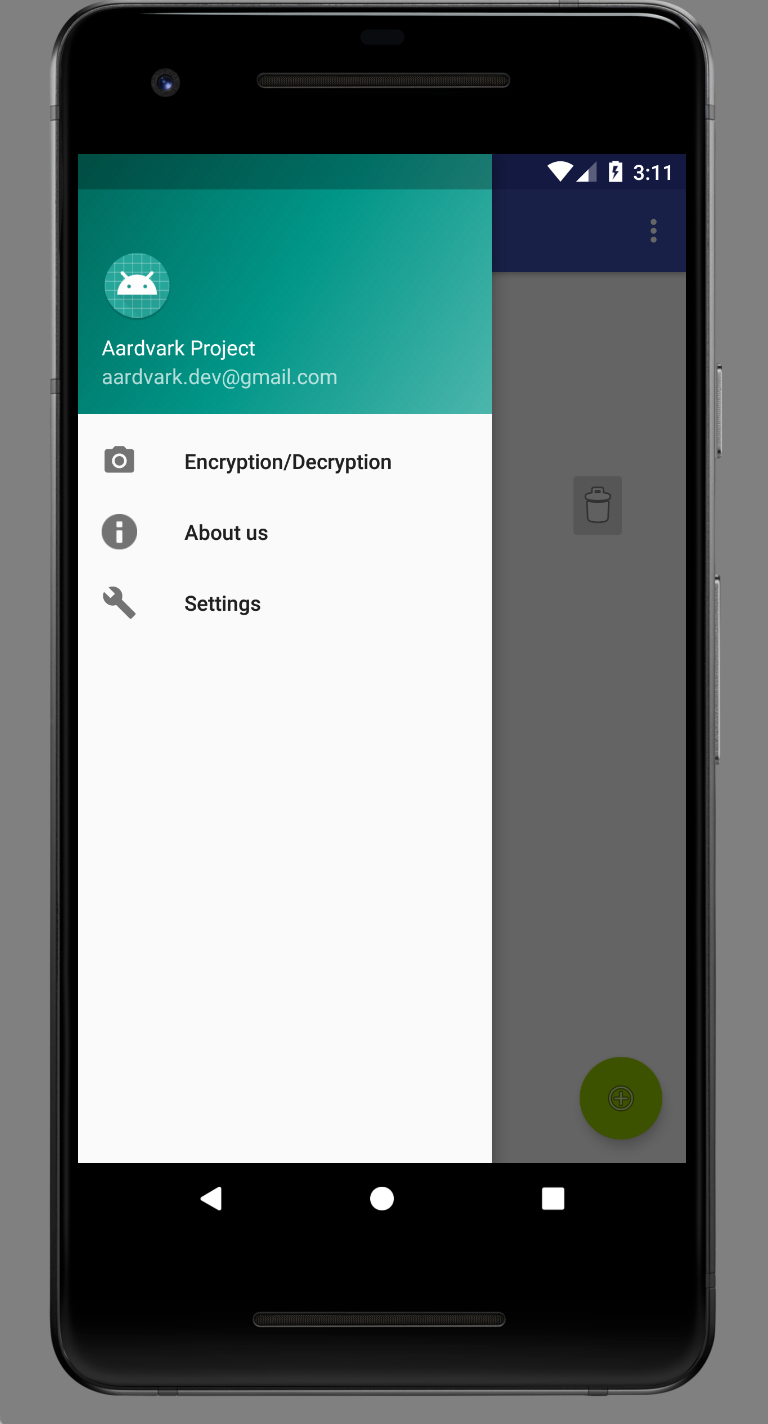 3:11
Aardvark Project
aardvark.dev@gmail.com
Encryption/Decryption
About us
Settings